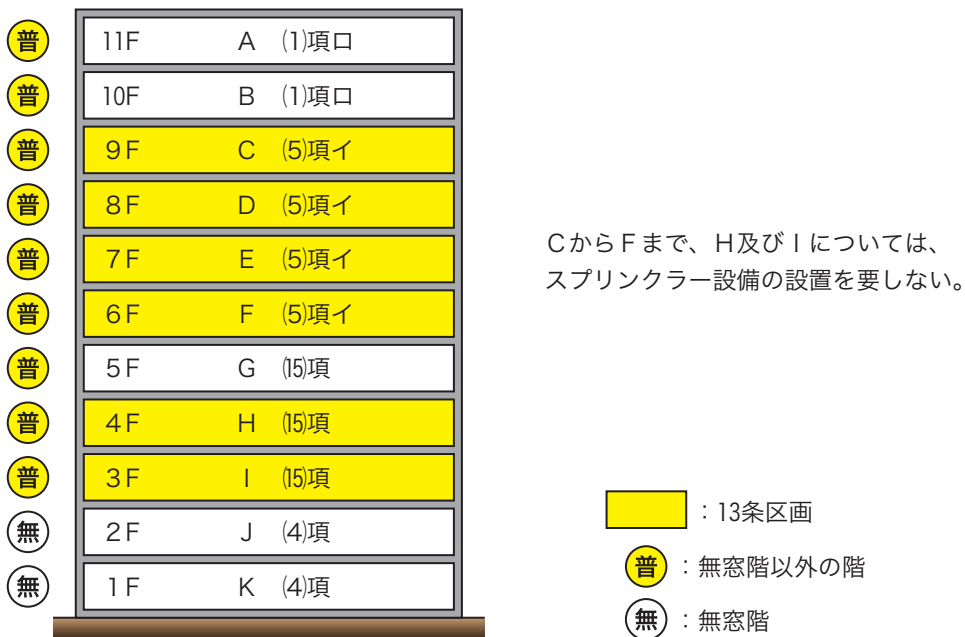 普 11F A ⑴項ロ
普 10F B ⑴項ロ
普 9F C ⑸項イ
普 8F D ⑸項イ
普 7F E ⑸項イ
普 6F F ⑸項イ
普 5F G ⒂項
普 4F H ⒂項
普 3F I ⒂項
無 2F J ⑷項
無 1F K ⑷項
CからFまで、H及びIについては、
スプリンクラー設備の設置を要しない。
：13条区画
普：無窓階以外の階
無：無窓階